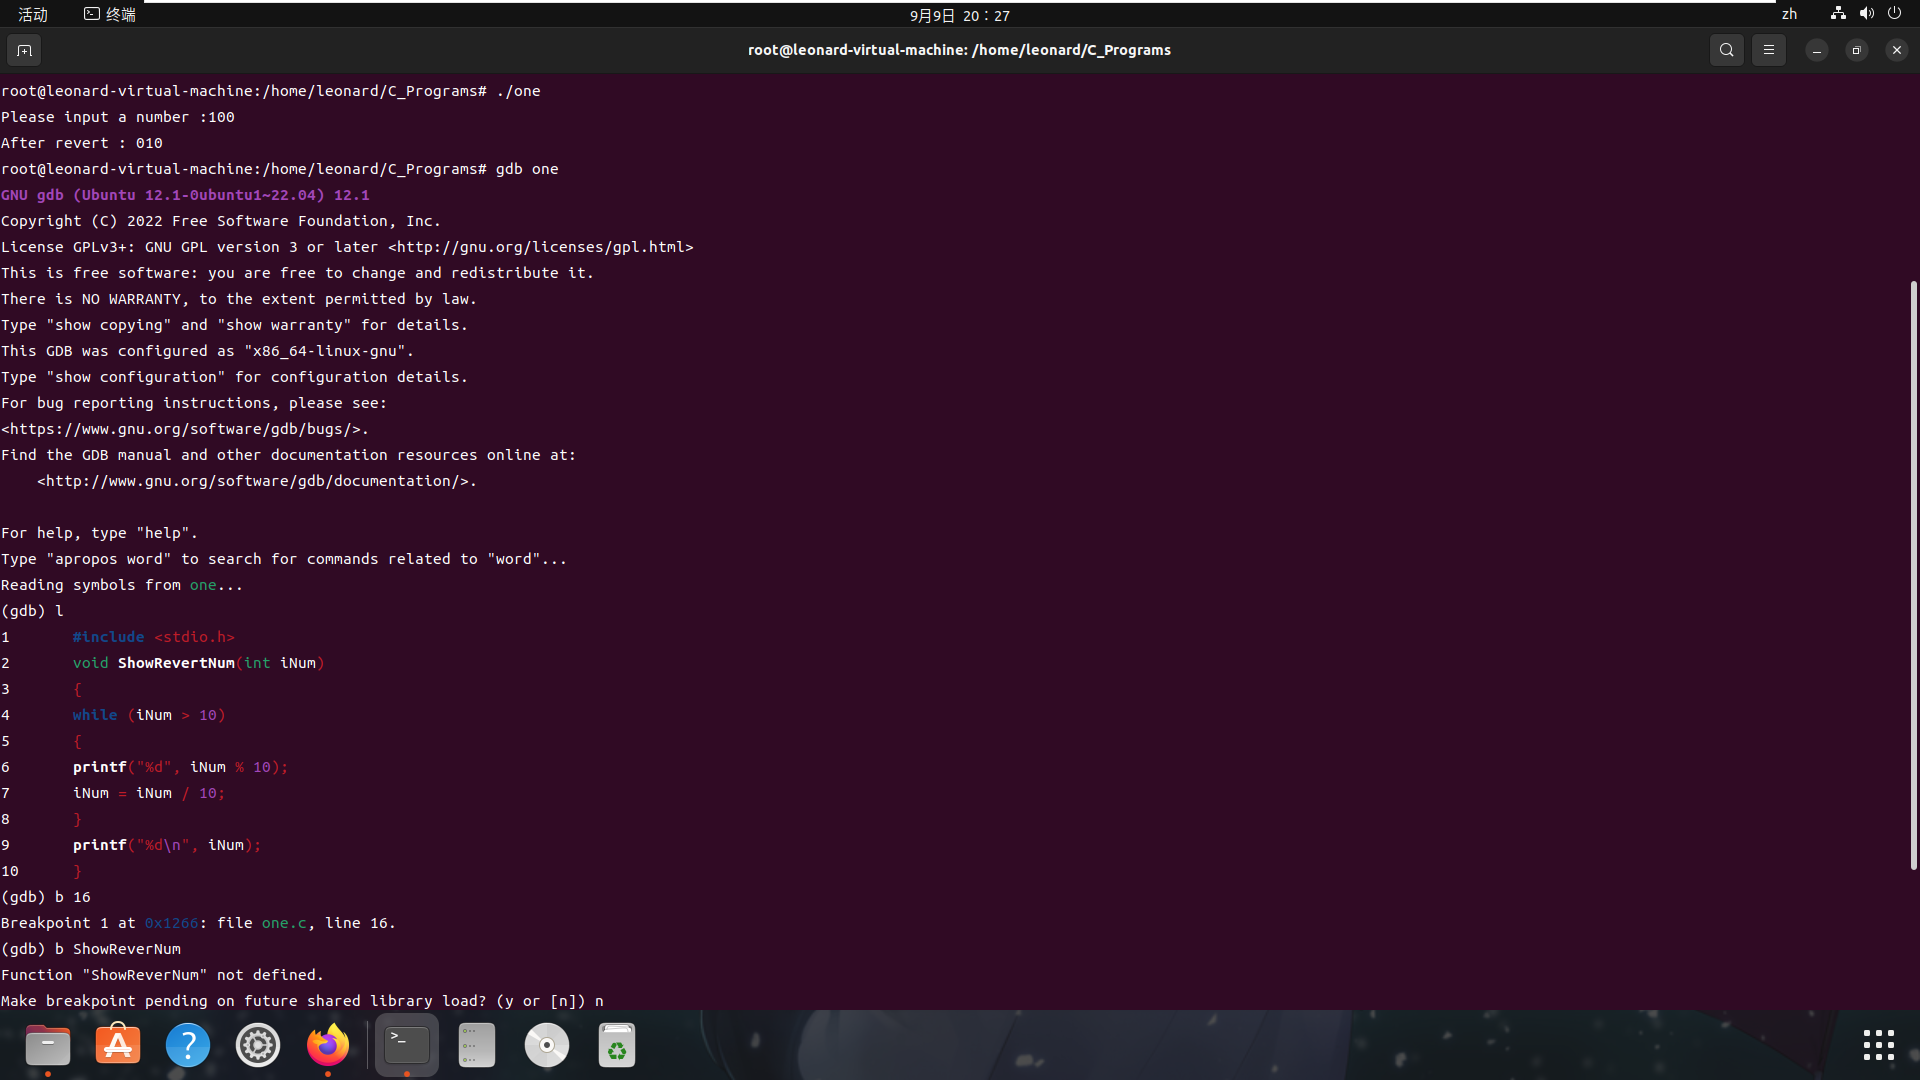 活动 终端 9月9日 20：27 zh
root@leonard-virtual-machine: /home/leonard/C_Programs
root@leonard-virtual-machine:/home/leonard/C_Programs# ./one
Please input a number :100
After revert : 010
root@leonard-virtual-machine:/home/leonard/C_Programs# gdb one
GNU gdb (Ubuntu 12.1-0ubuntu1~22.04) 12.1
Copyright (C) 2022 Free Software Foundation, Inc.
License GPLv3+: GNU GPL version 3 or later <http://gnu.org/licenses/gpl.html>
This is free software: you are free to change and redistribute it.
There is NO WARRANTY, to the extent permitted by law.
Type "show copying" and "show warranty" for details.
This GDB was configured as "x86_64-linux-gnu".
Type "show configuration" for configuration details.
For bug reporting instructions, please see:
<https://www.gnu.org/software/gdb/bugs/>.
Find the GDB manual and other documentation resources online at:
    <http://www.gnu.org/software/gdb/documentation/>.
For help, type "help".
Type "apropos word" to search for commands related to "word"...
Reading symbols from one...
(gdb) l
1       #include <stdio.h>
2       void ShowRevertNum(int iNum)
3       {
4       while (iNum > 10)
5       {
6       printf("%d", iNum % 10);
7       iNum = iNum / 10;
8       }
9       printf("%d\n", iNum);
10      }
(gdb) b 16
Breakpoint 1 at 0x1266: file one.c, line 16.
(gdb) b ShowReverNum
Function "ShowReverNum" not defined.
Make breakpoint pending on future shared library load? (y or [n]) n